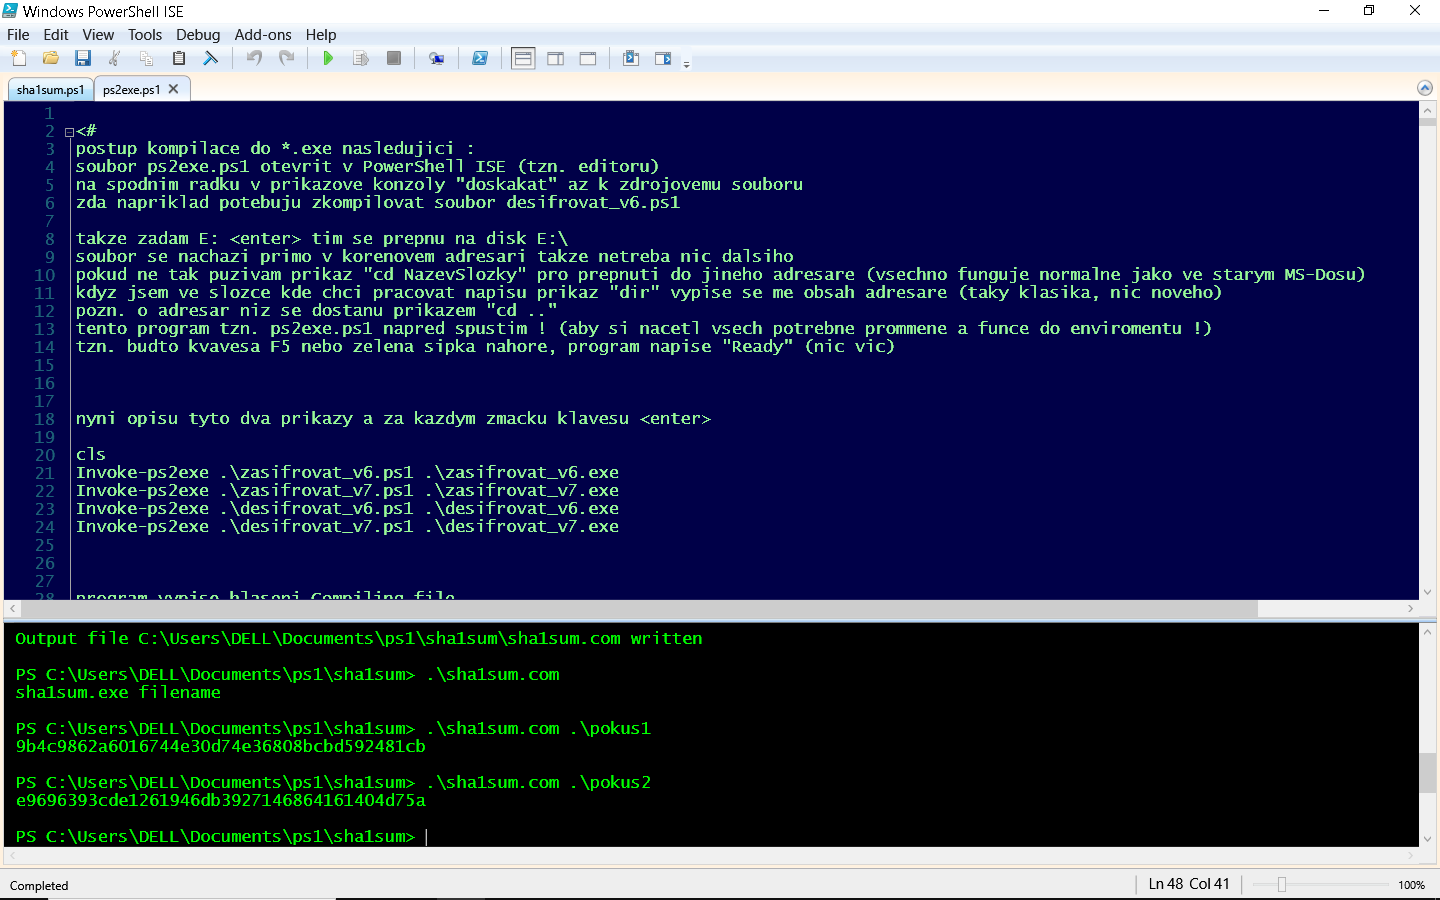 Windows PowerShell ISE
File Edit View Tools Debug Add-ons Help
sha1sum.ps1 ps2exe.ps1
1
2 <#
3 postup kompilace do *.exe nasledujici :
4 soubor ps2exe.ps1 otevrit v PowerShell ISE (tzn. editoru)
5 na spodnim radku v prikazove konzoly "doskakat" az k zdrojovemu souboru
6 zda napriklad potebuju zkompilovat soubor desifrovat_v6.ps1
7
8 takze zadam E: <enter> tim se prepnu na disk E:\
9 soubor se nachazi primo v korenovem adresari takze netreba nic dalsiho
10 pokud ne tak puzivam prikaz "cd NazevSlozky" pro prepnuti do jineho adresare (vsechno funguje normalne jako ve starym MS-Dosu)
11 kdyz jsem ve slozce kde chci pracovat napisu prikaz "dir" vypise se me obsah adresare (taky klasika, nic noveho)
12 pozn. o adresar niz se dostanu prikazem "cd .."
13 tento program tzn. ps2exe.ps1 napred spustim ! (aby si nacetl vsech potrebne prommene a funce do enviromentu !)
14 tzn. budto kvavesa F5 nebo zelena sipka nahore, program napise "Ready" (nic vic)
15
16
17
18 nyni opisu tyto dva prikazy a za kazdym zmacku klavesu <enter>
19
20 cls
21 Invoke-ps2exe .\zasifrovat_v6.ps1 .\zasifrovat_v6.exe
22 Invoke-ps2exe .\zasifrovat_v7.ps1 .\zasifrovat_v7.exe
23 Invoke-ps2exe .\desifrovat_v6.ps1 .\desifrovat_v6.exe
24 Invoke-ps2exe .\desifrovat_v7.ps1 .\desifrovat_v7.exe
25
26
27
28 program vypise hlaseni Compiling file
Output file C:\Users\DELL\Documents\ps1\sha1sum\sha1sum.com written
PS C:\Users\DELL\Documents\ps1\sha1sum> .\sha1sum.com
sha1sum.exe filename
PS C:\Users\DELL\Documents\ps1\sha1sum> .\sha1sum.com .\pokus1
9b4c9862a6016744e30d74e36808bcbd592481cb
PS C:\Users\DELL\Documents\ps1\sha1sum> .\sha1sum.com .\pokus2
e9696393cde1261946db3927146864161404d75a
PS C:\Users\DELL\Documents\ps1\sha1sum>
Completed Ln 48 Col 41 100%